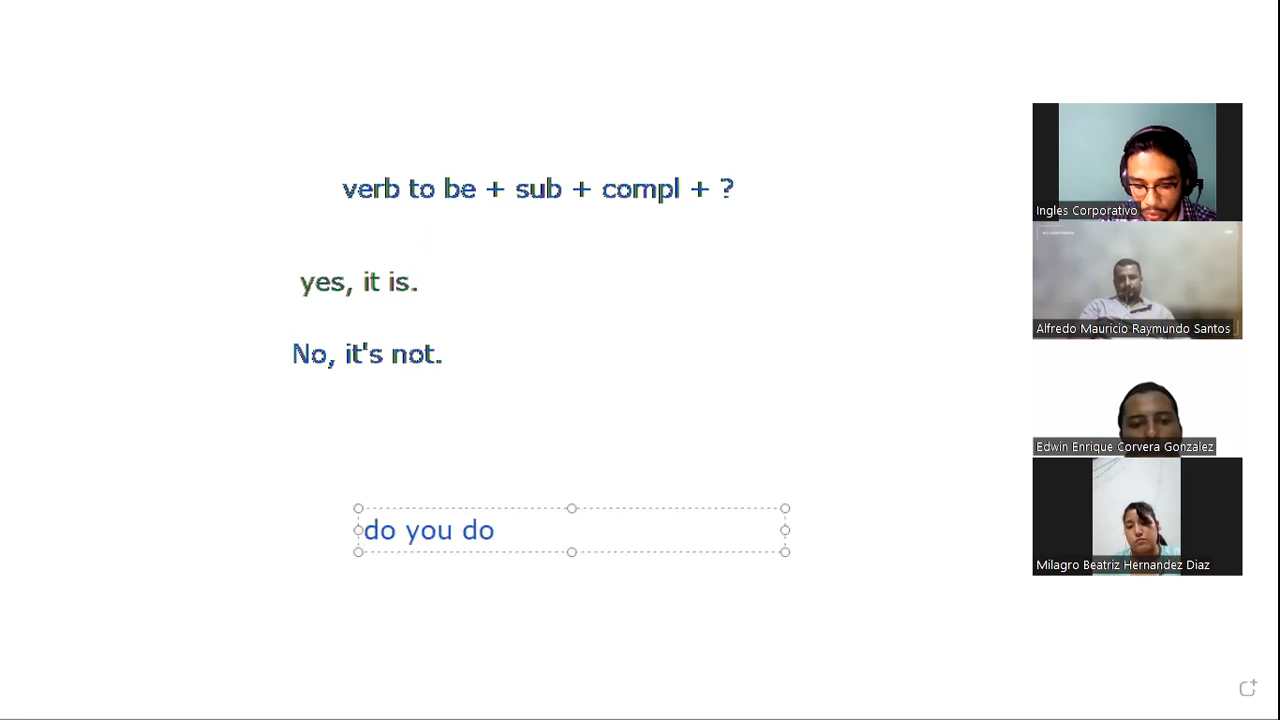 verb to be + sub + compl + ?
yes, it is.
No, it's not.
do you do
Ingles Corporativo
Alfredo Mauricio Raymundo Santos
Edwin Enrique Corvera Gonzalez
Milagro Beatriz Hernandez Diaz